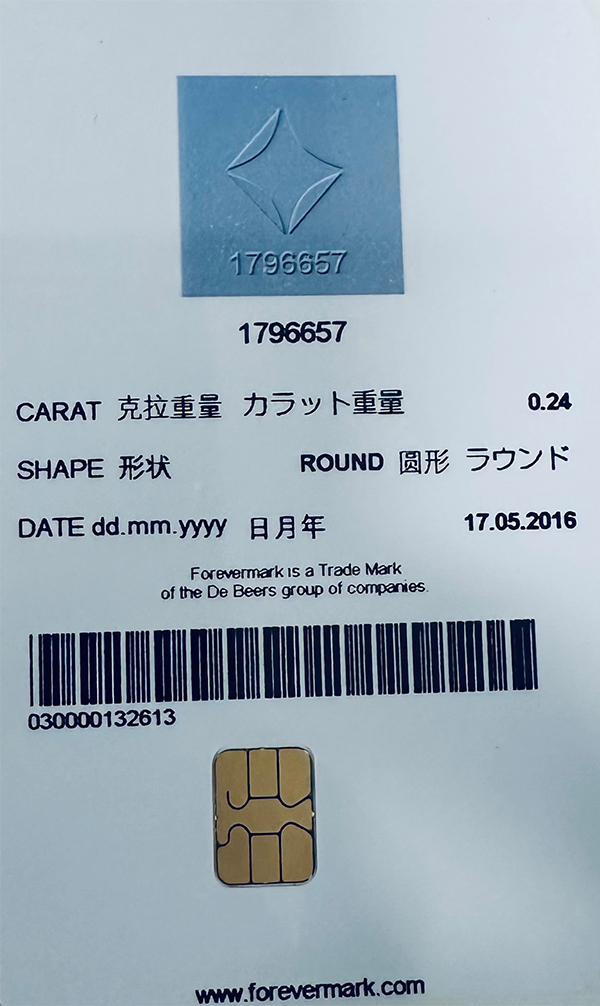 1796657
1796657
CARAT 克拉重量 カラット重量 0.24
SHAPE 形状 ROUND 圆形 ラウンド
DATE dd.mm.yyyy 日月年 17.05.2016
Forevermark is a Trade Mark
of the De Beers group of companies.
030000132613
www.forevermark.com